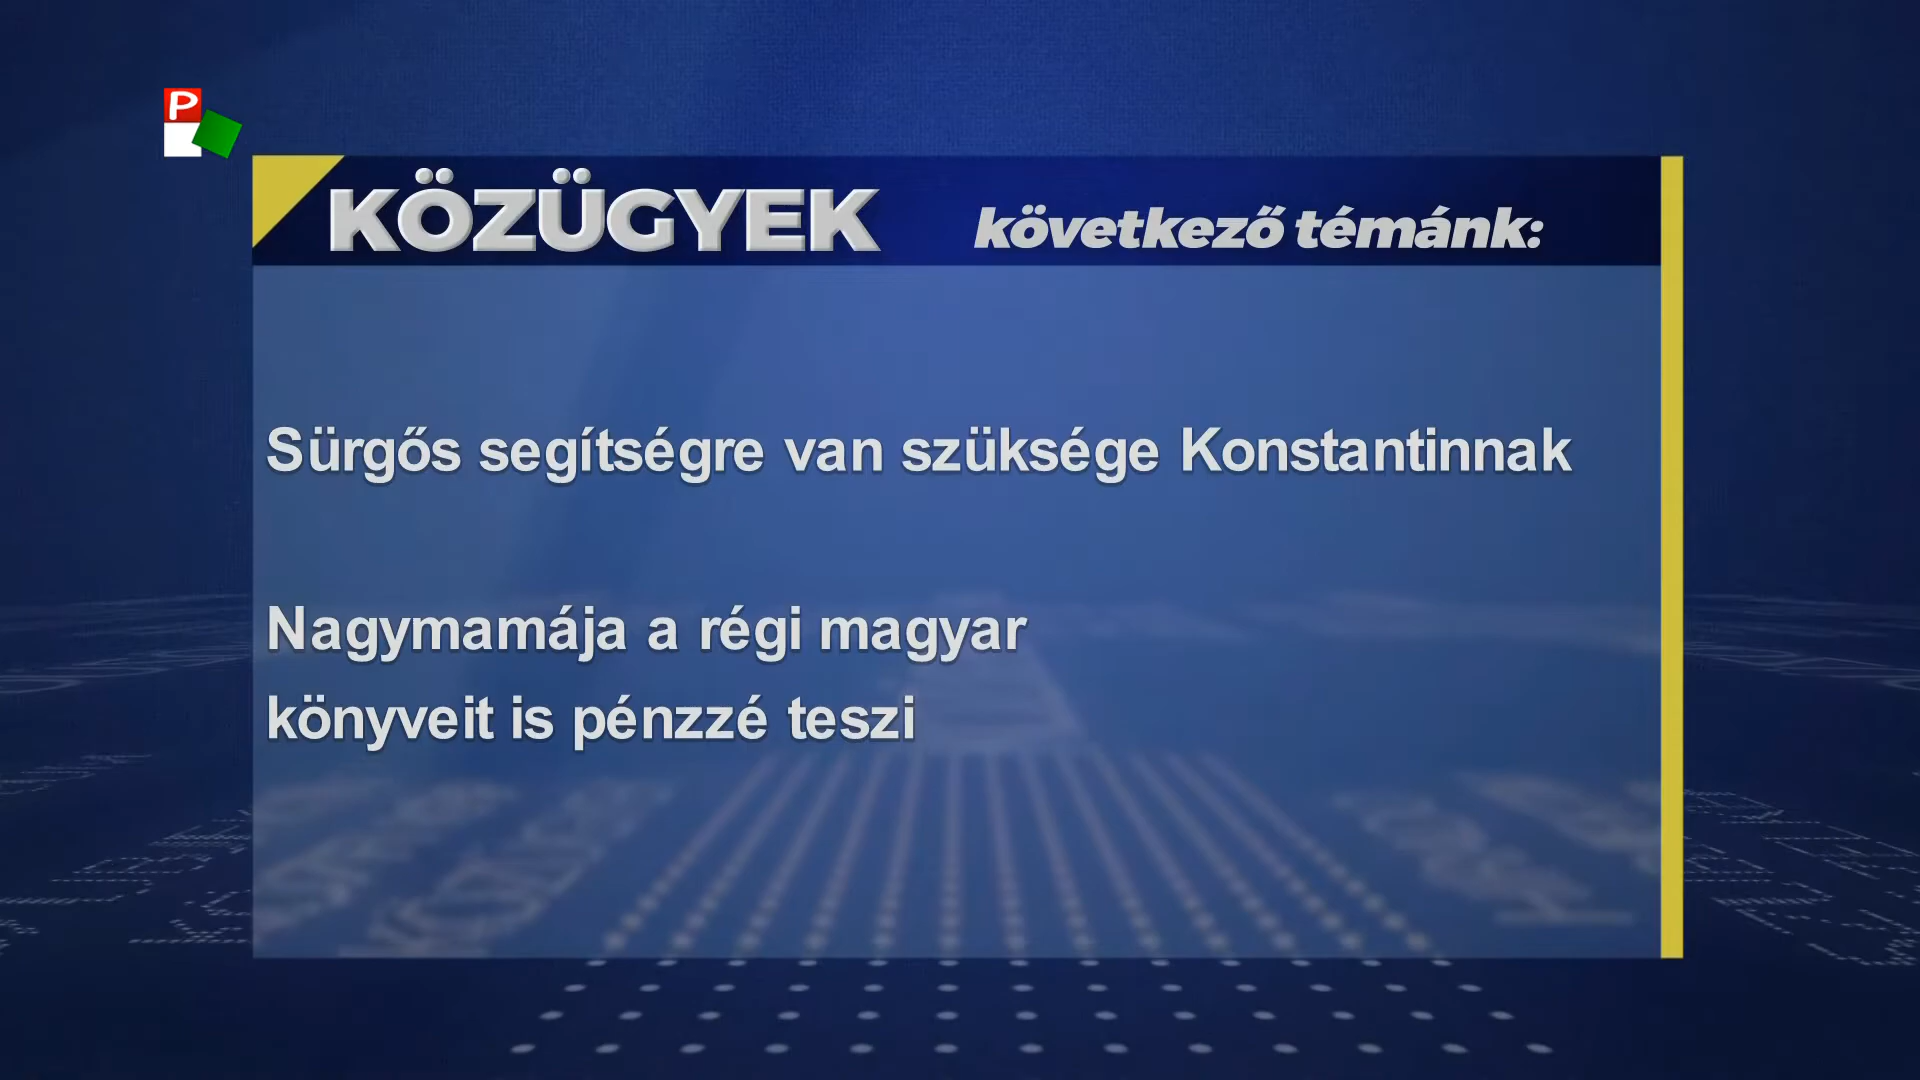 P
KÖZÜGYEK következő témánk:
Sürgős segítségre van szüksége Konstantinnak
Nagymamája a régi magyar
könyveit is pénzzé teszi